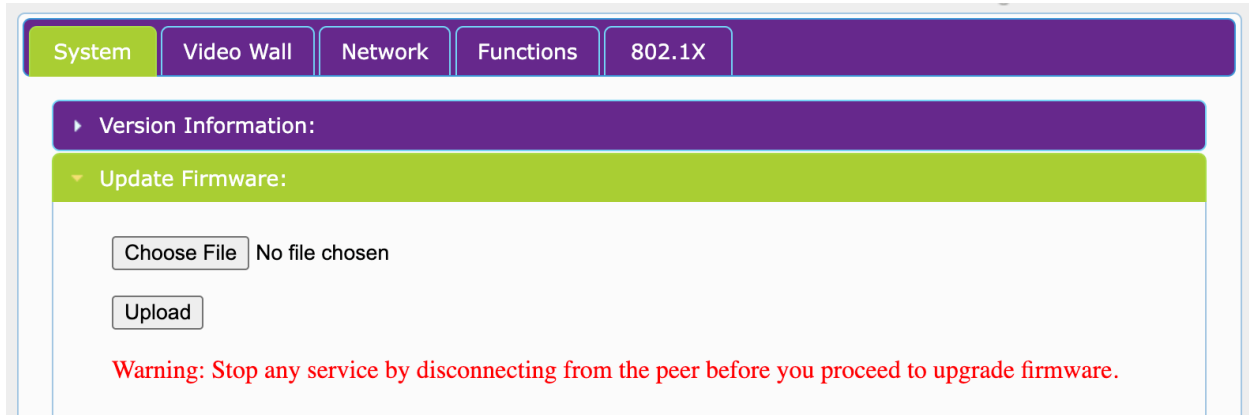 System Video Wall Network Functions 802.1X
Version Information:
Update Firmware:
Choose File No file chosen
Upload
Warning: Stop any service by disconnecting from the peer before you proceed to upgrade firmware.